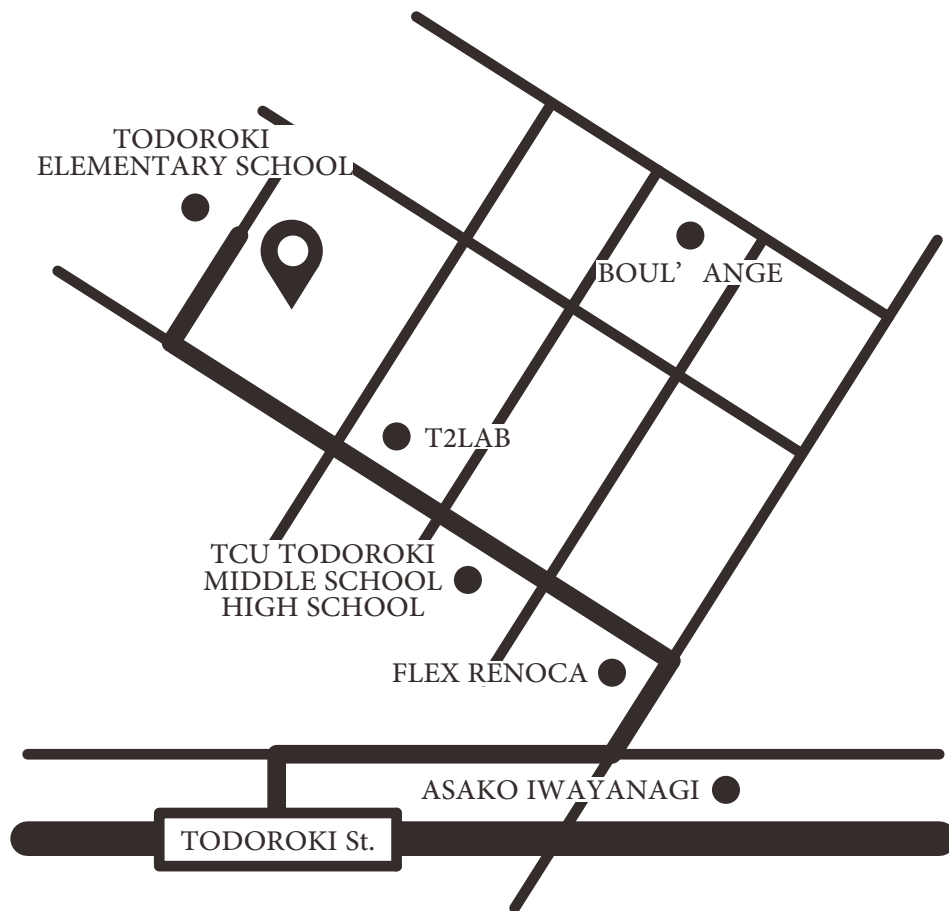 TODOROKI
ELEMENTARY SCHOOL
BOUL’ ANGE
T2LAB
TCU TODOROKI
MIDDLE SCHOOL
HIGH SCHOOL
FLEX RENOCA
ASAKO IWAYANAGI
TODOROKI St.